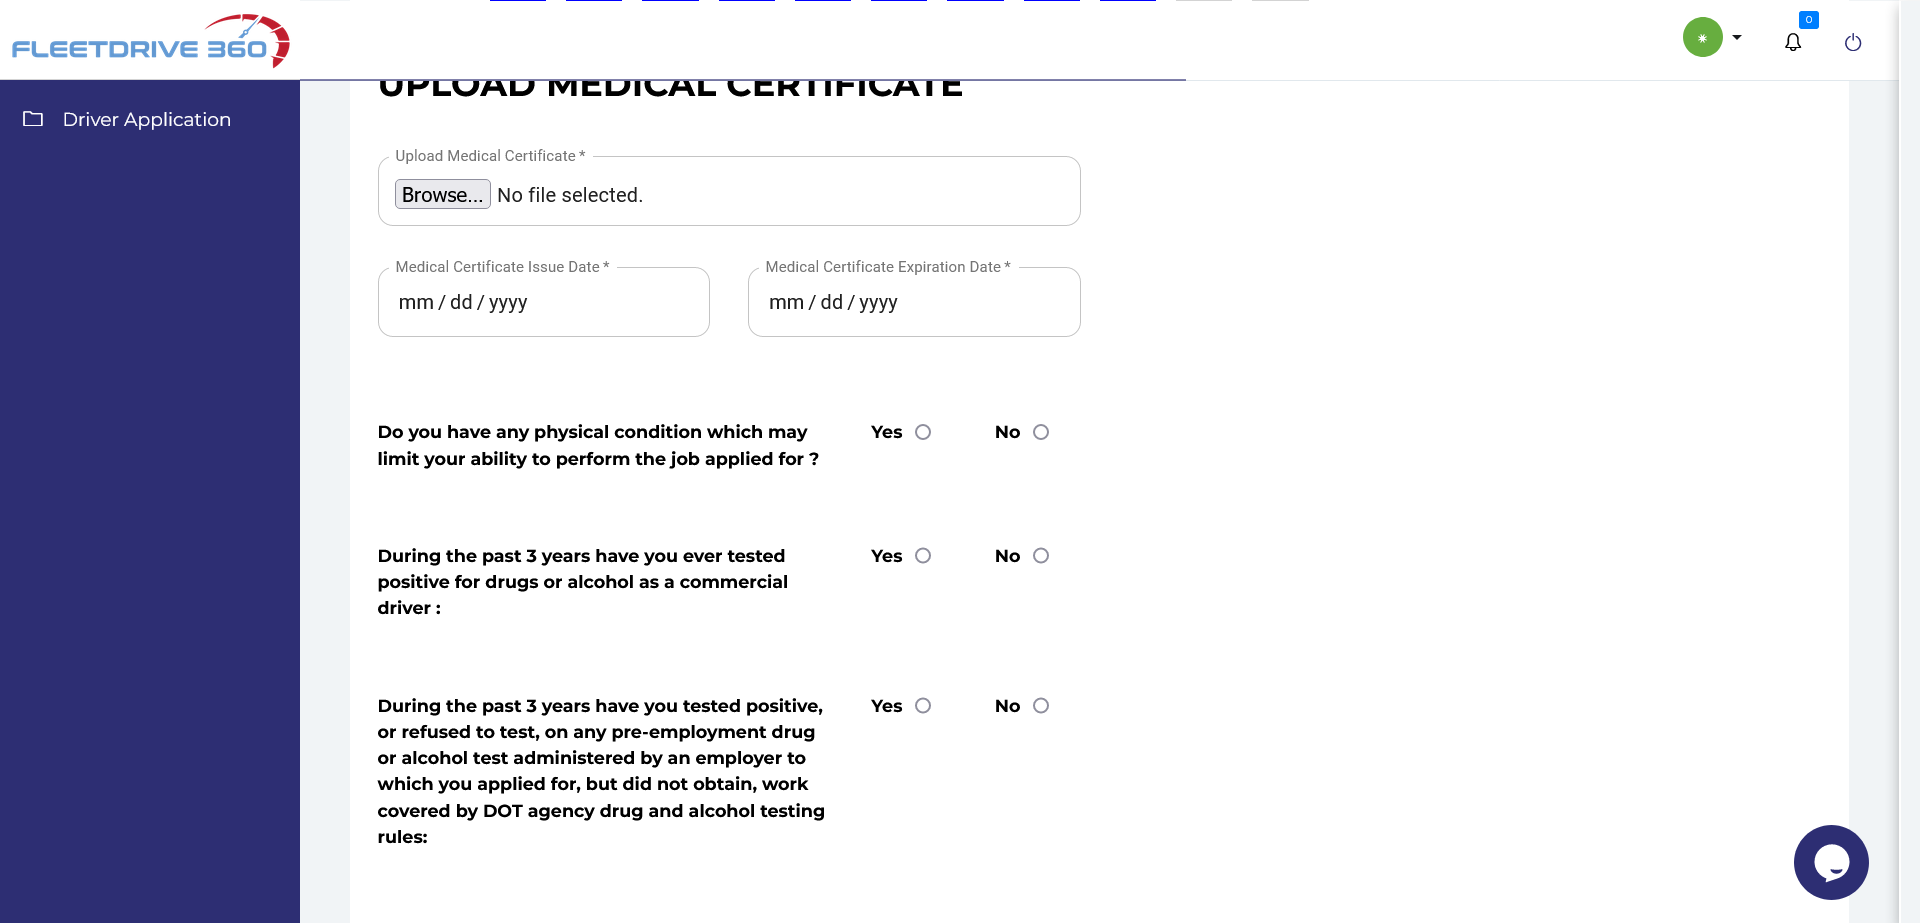 FLEETDRIVE 360
0
Driver Application
UPLOAD MEDICAL CERTIFICATE
Upload Medical Certificate *
Browse... No file selected.
Medical Certificate Issue Date *
Medical Certificate Expiration Date *
mm / dd / yyyy
mm / dd / yyyy
Do you have any physical condition which may
limit your ability to perform the job applied for ?
Yes
No
During the past 3 years have you ever tested
positive for drugs or alcohol as a commercial
driver :
Yes
No
During the past 3 years have you tested positive,
or refused to test, on any pre-employment drug
or alcohol test administered by an employer to
which you applied for, but did not obtain, work
covered by DOT agency drug and alcohol testing
rules:
Yes
No